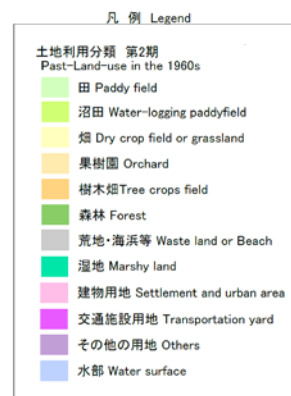 凡 例 Legend
土地利用分類 第2期
Past-Land-use in the 1960s
田 Paddy field
沼田 Water-logging paddyfield
畑 Dry crop field or grassland
果樹園 Orchard
樹木畑Tree crops field
森林 Forest
荒地・海浜等 Waste land or Beach
湿地 Marshy land
建物用地 Settlement and urban area
交通施設用地 Transportation yard
その他の用地 Others
水部 Water surface